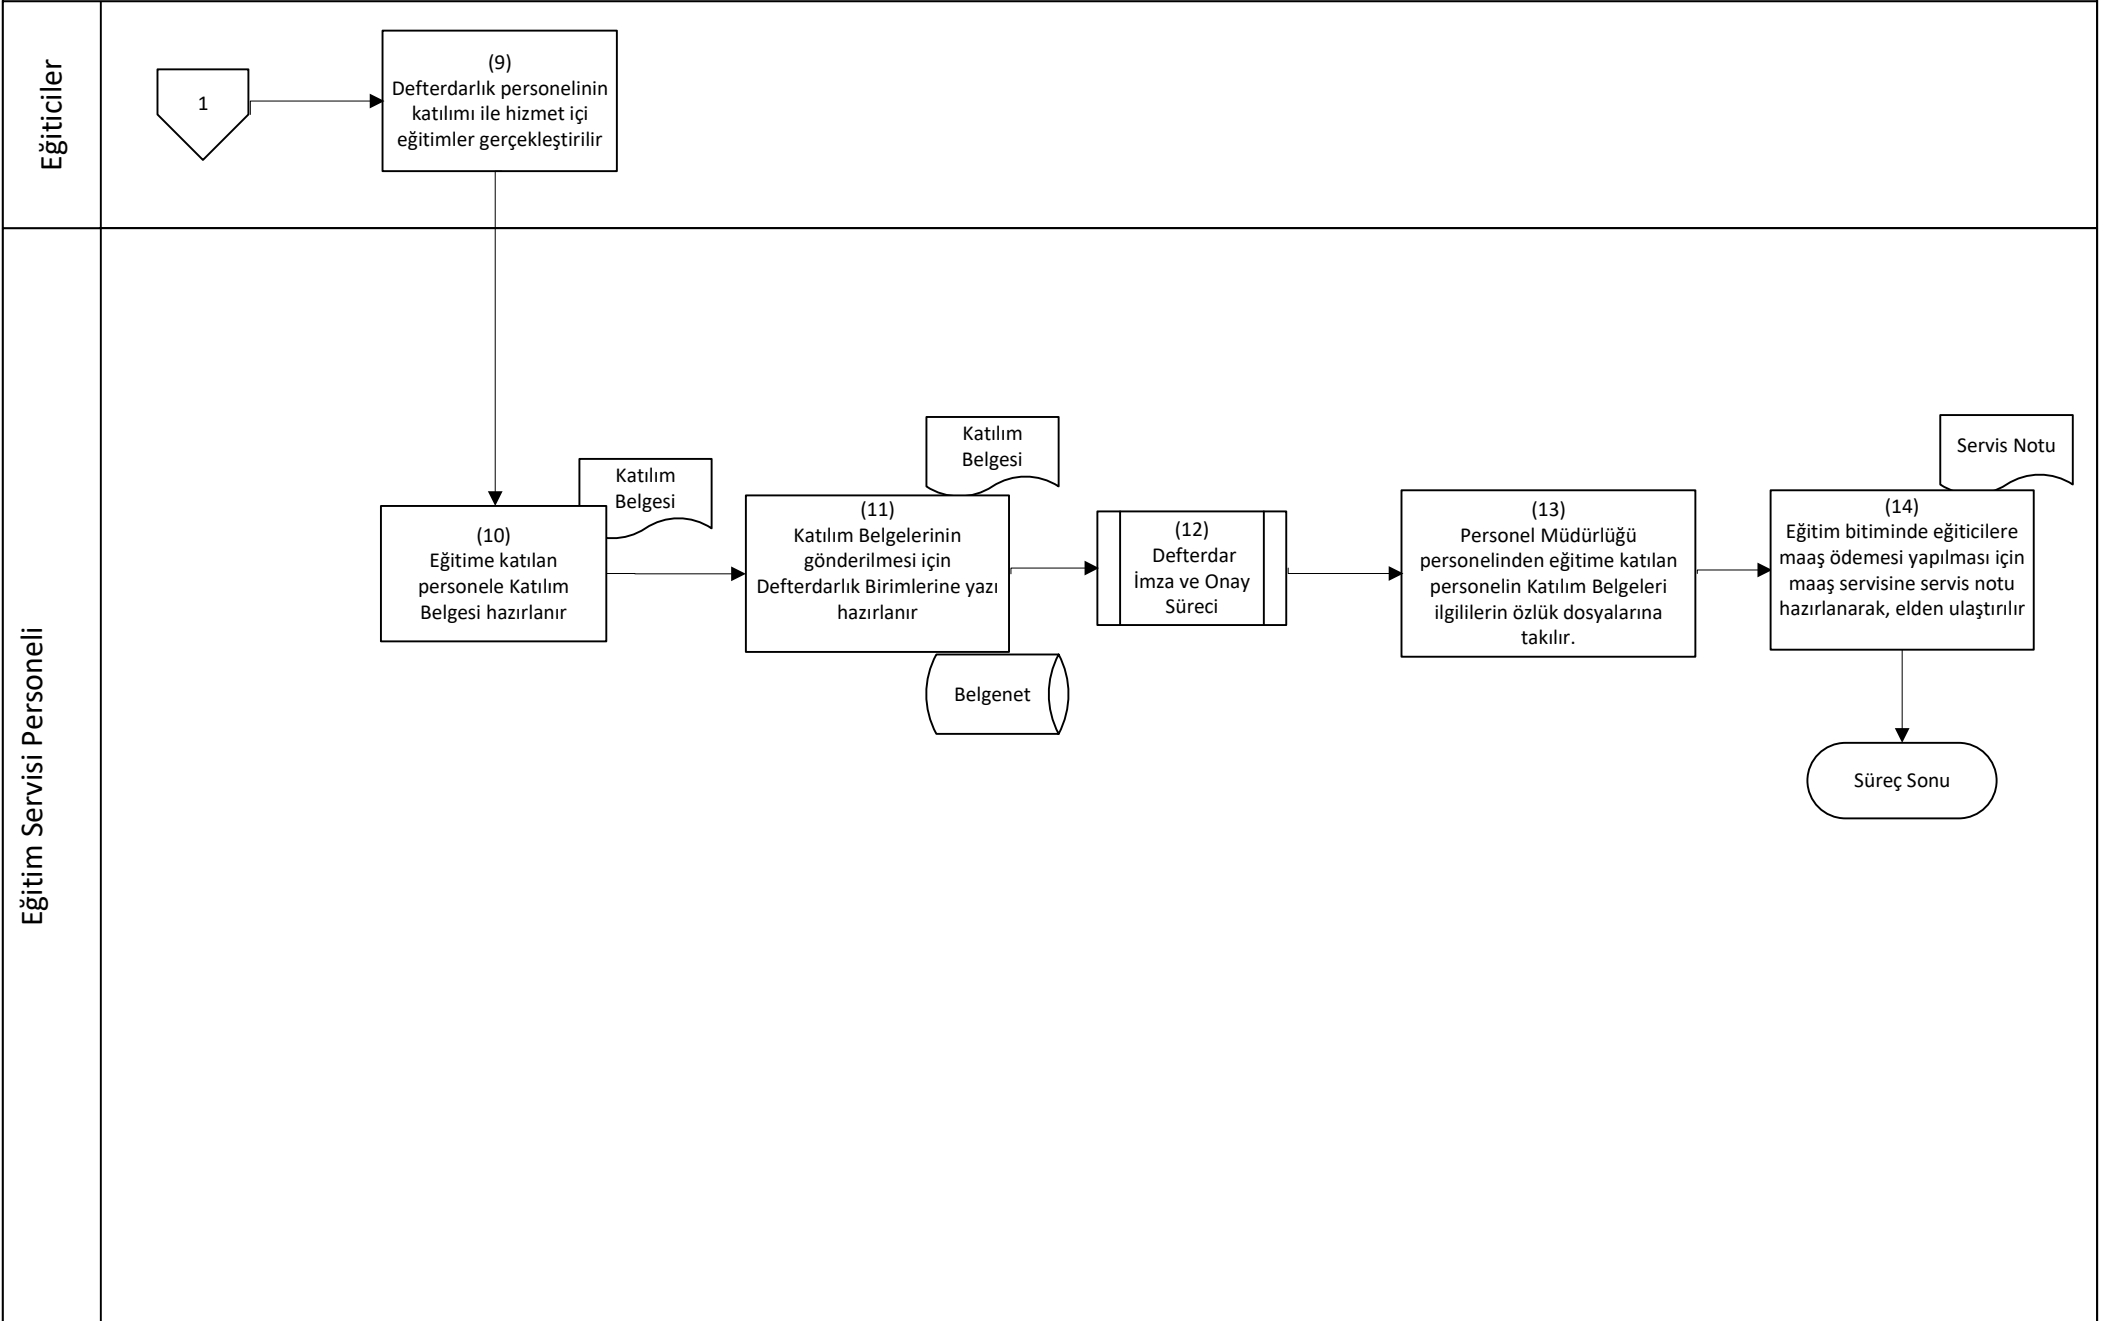 Eğiticiler
1
(9)
Defterdarlık personelinin
katılımı ile hizmet içi
eğitimler gerçekleştirilir
Eğitim Servisi Personeli
Katılım
Belgesi
(10)
Eğitime katılan
personele Katılım
Belgesi hazırlanır
Katılım
Belgesi
(11)
Katılım Belgelerinin
gönderilmesi için
Defterdarlık Birimlerine yazı
hazırlanır
Belgenet
(12)
Defterdar
İmza ve Onay
Süreci
(13)
Personel Müdürlüğü
personelinden eğitime katılan
personelin Katılım Belgeleri
ilgililerin özlük dosyalarına
takılır.
Servis Notu
(14)
Eğitim bitiminde eğiticilere
maaş ödemesi yapılması için
maaş servisine servis notu
hazırlanarak, elden ulaştırılır
Süreç Sonu